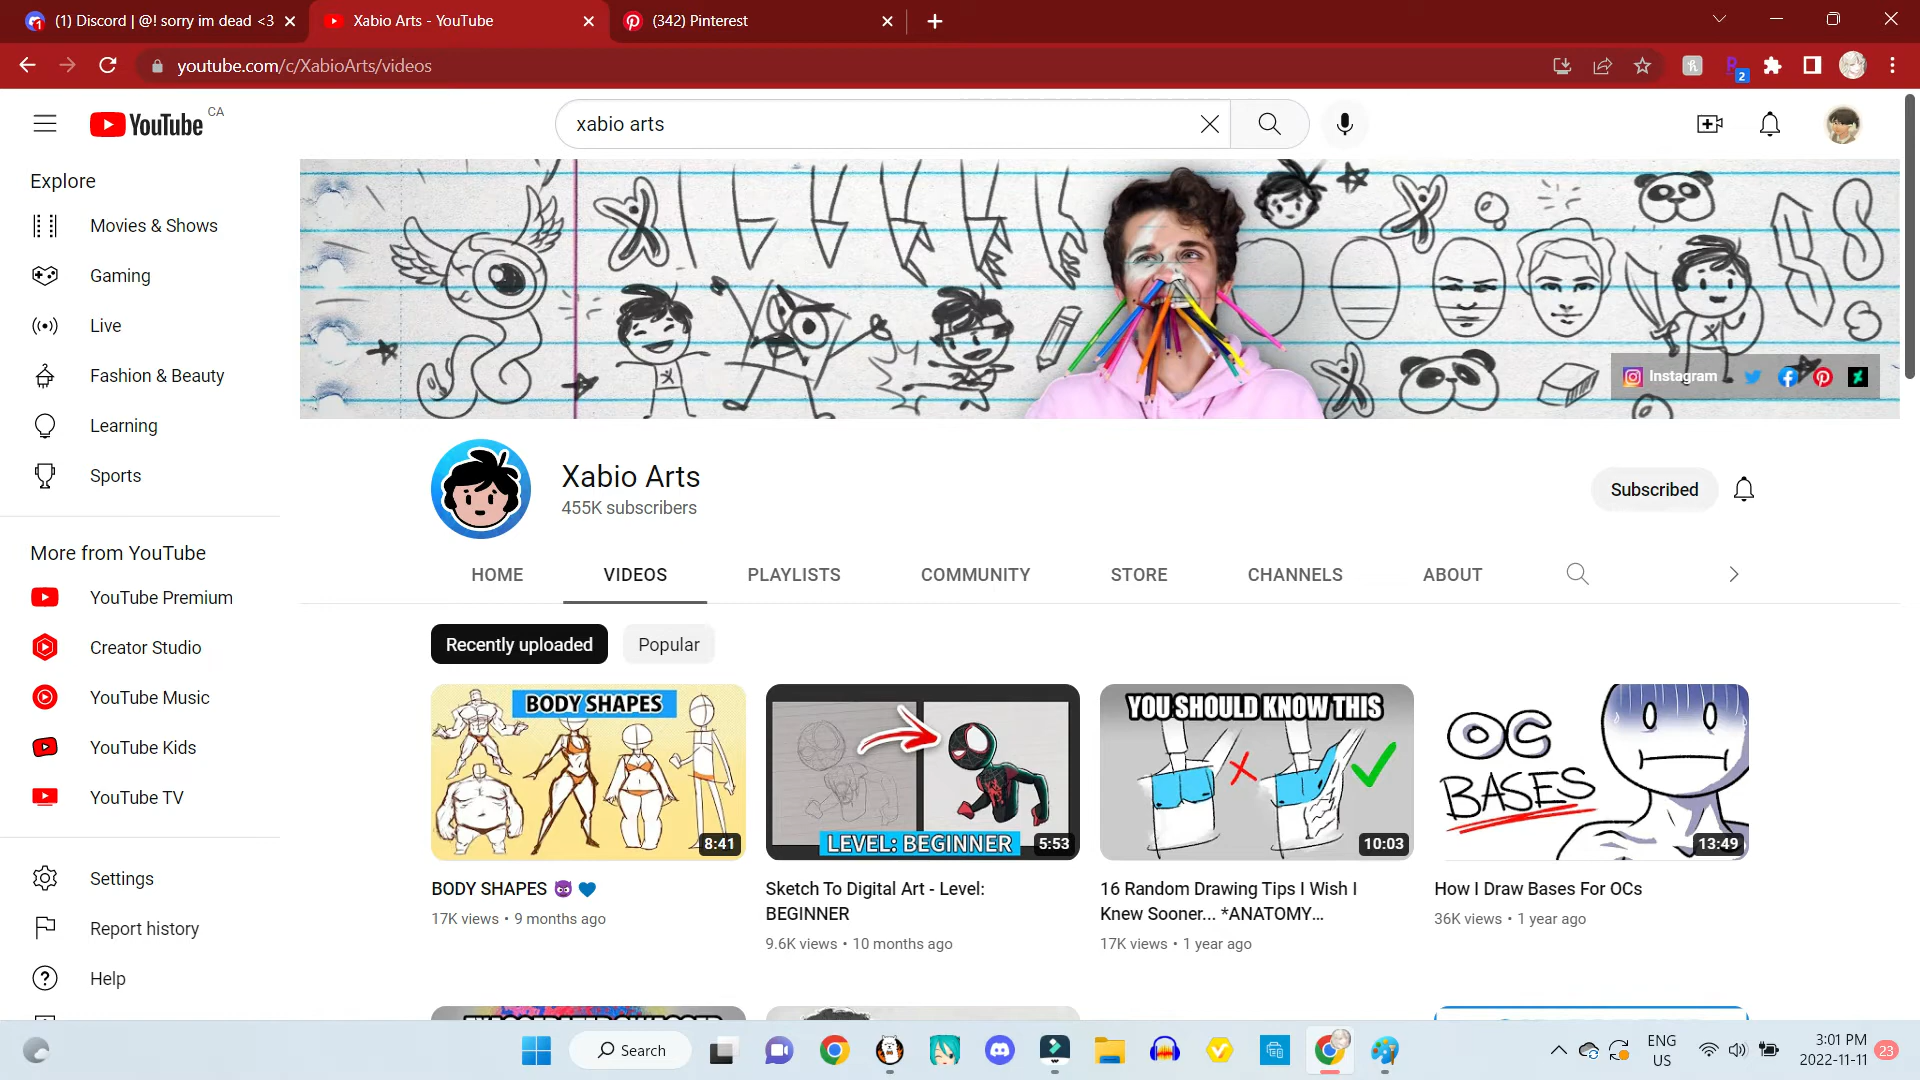 (1) Discord | @! sorry im dead <3
Xabio Arts - YouTube
(342) Pinterest
youtube.com/c/XabioArts/videos
2
YouTube CA
xabio arts
Explore
Movies & Shows
Gaming
Live
Fashion & Beauty
Learning
Sports
More from YouTube
YouTube Premium
Creator Studio
YouTube Music
YouTube Kids
YouTube TV
Settings
Report history
Help
Instagram
Xabio Arts
455K subscribers
Subscribed
HOME
VIDEOS
PLAYLISTS
COMMUNITY
STORE
CHANNELS
ABOUT
Recently uploaded
Popular
BODY SHAPES
8:41
BODY SHAPES 😈 💙
17K views • 9 months ago
LEVEL: BEGINNER
5:53
Sketch To Digital Art - Level:
BEGINNER
9.6K views • 10 months ago
YOU SHOULD KNOW THIS
10:03
16 Random Drawing Tips I Wish I
Knew Sooner... *ANATOMY...
17K views • 1 year ago
OC
BASES
13:49
How I Draw Bases For OCs
36K views • 1 year ago
Search
ENG
US
3:01 PM
2022-11-11
23